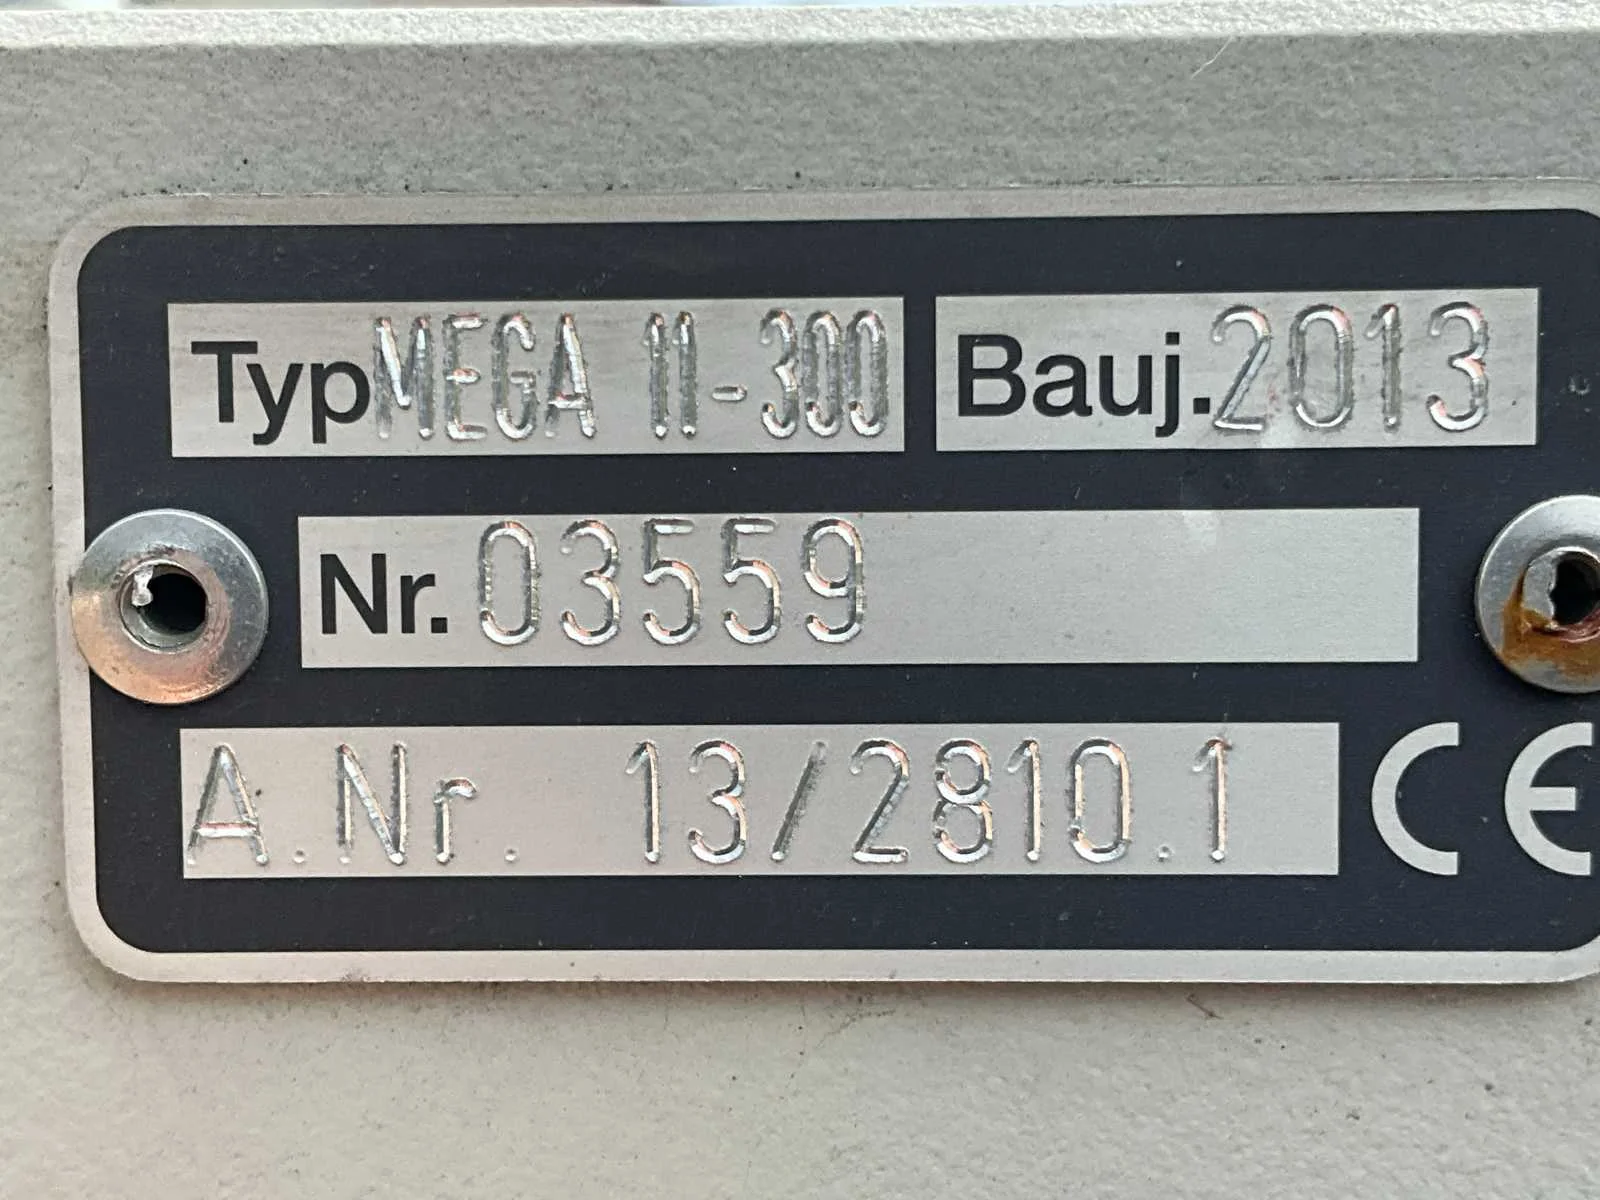 Typ MEGA 11-300 Bauj. 2013
Nr. 03559
A.Nr. 13/2810.1 CE